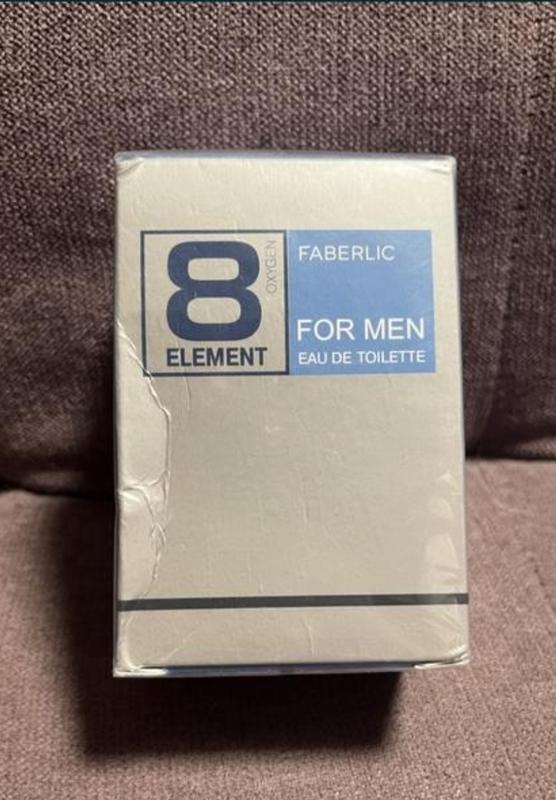 8
OXYGEN
ELEMENT
FABERLIC
FOR MEN
EAU DE TOILETTE